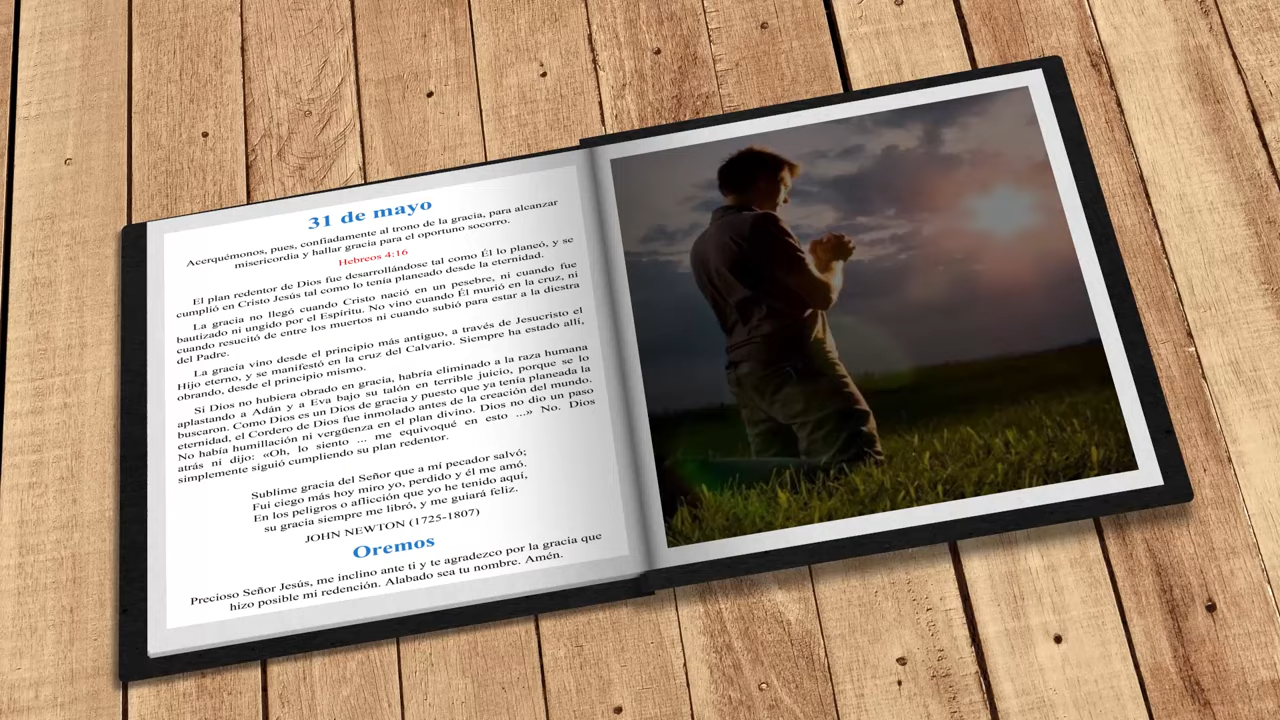 31 de mayo
Acerquémonos, pues, confiadamente al trono de la gracia, para alcanzar
misericordia y hallar gracia para el oportuno socorro.
Hebreos 4:16
El plan redentor de Dios fue desarrollándose tal como Él lo planeó, y se
cumplió en Cristo Jesús tal como lo tenía planeado desde la eternidad.
La gracia no llegó cuando Cristo nació en un pesebre, ni cuando fue
bautizado ni ungido por el Espíritu. No vino cuando Él murió en la cruz, ni
cuando resucitó de entre los muertos ni cuando subió para estar a la diestra
del Padre.
La gracia vino desde el principio más antiguo, a través de Jesucristo el
Hijo eterno, y se manifestó en la cruz del Calvario. Siempre ha estado allí,
obrando, desde el principio mismo.
Si Dios no hubiera obrado en gracia, habría eliminado a la raza humana
aplastando a Adán y a Eva bajo su talón en terrible juicio, porque se lo
buscaron. Como Dios es un Dios de gracia y puesto que ya tenía planeada la
eternidad, el Cordero de Dios fue inmolado antes de la creación del mundo.
No había humillación ni vergüenza en el plan divino. Dios no dio un paso
atrás ni dijo: «Oh, lo siento ... me equivoqué en esto ...» No. Dios
simplemente siguió cumpliendo su plan redentor.
Sublime gracia del Señor que a mí pecador salvó;
Fui ciego más hoy miro yo, perdido y él me amó.
En los peligros o aflicción que yo he tenido aquí,
su gracia siempre me libró, y me guiará feliz.
JOHN NEWTON (1725-1807)
Oremos
Precioso Señor Jesús, me inclino ante ti y te agradezco por la gracia que
hizo posible mi redención. Alabado sea tu nombre. Amén.